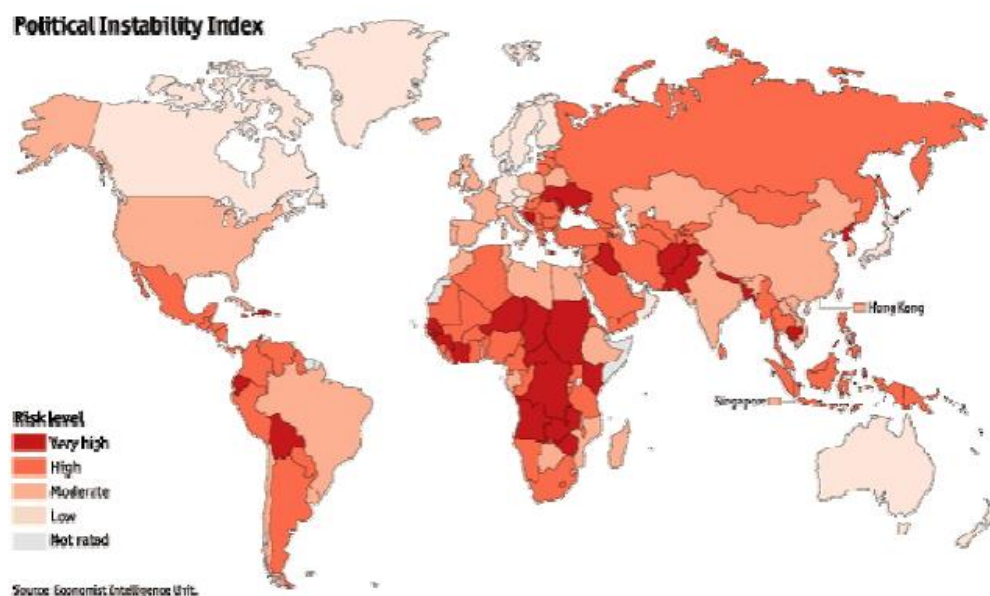 Political Instability Index
Hong Kong
Singapore
Risk level
Very high
High
Moderate
Low
Not rated
Source: Economist Intelligence Unit.